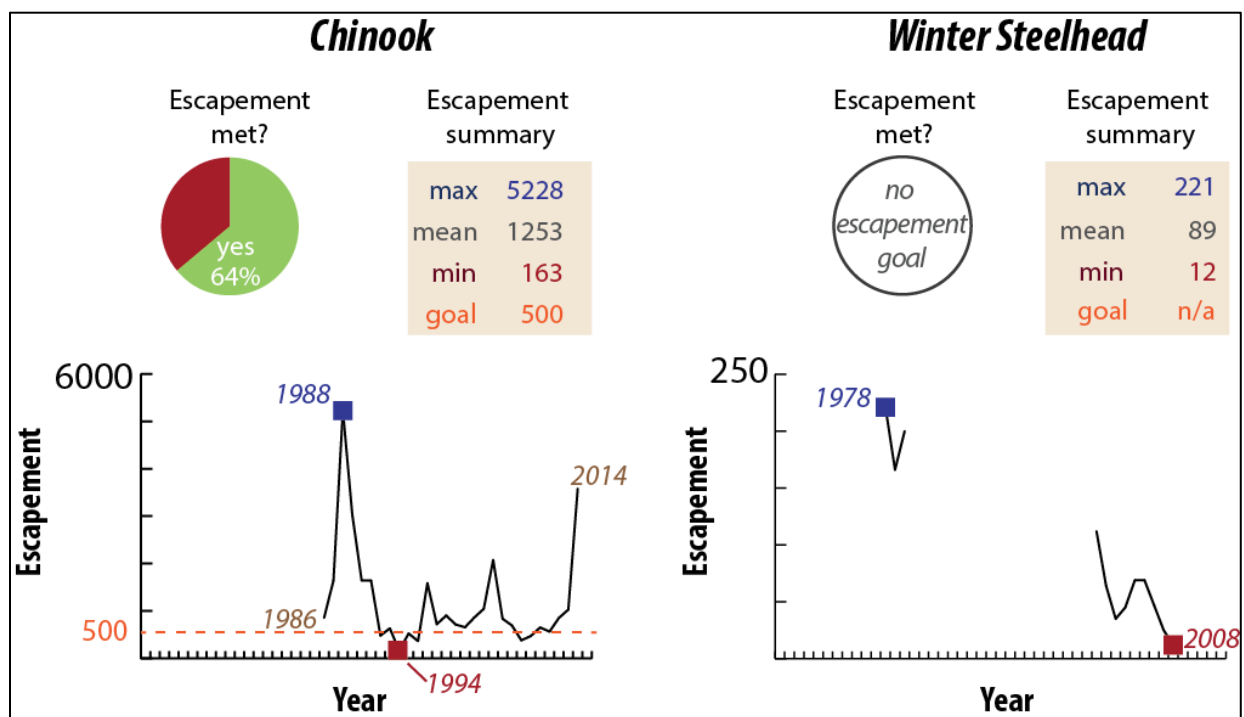 Chinook
Escapement
met?
yes
64%
Escapement
summary
max 5228
mean 1253
min 163
goal 500
6000
500
Escapement
1988
1986
1994
2014
Year
Winter Steelhead
Escapement
met?
no
escapement
goal
Escapement
summary
max 221
mean 89
min 12
goal n/a
250
Escapement
1978
2008
Year